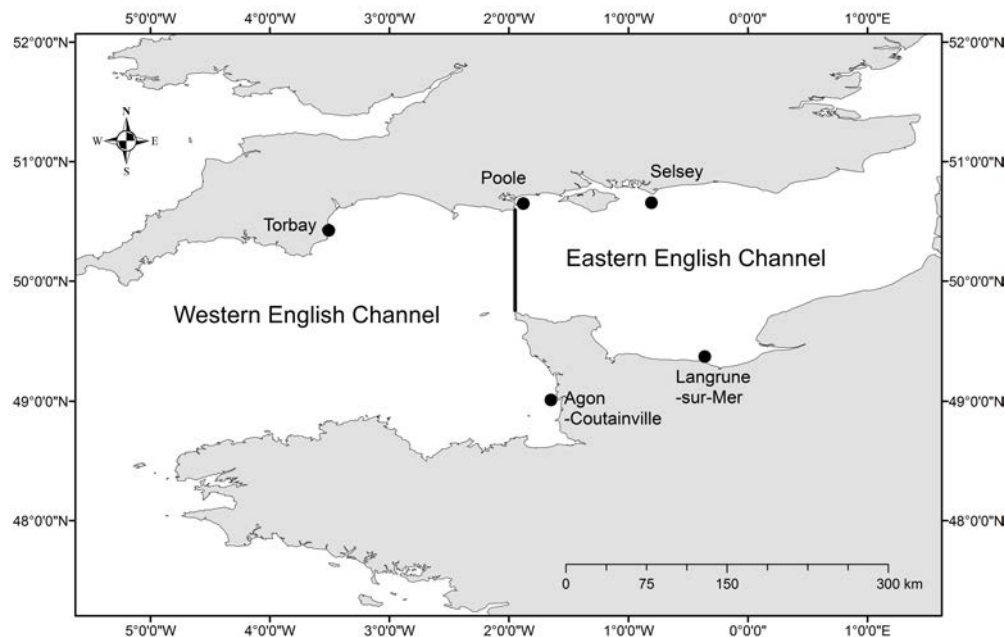 5°0'0"W 4°0'0"W 3°0'0"W 2°0'0"W 1°0'0"W 0°0'0" 1°0'0"E
52°0'0"N 52°0'0"N
N
W E
S
51°0'0"N 51°0'0"N
Poole
Selsey
Torbay
Eastern English Channel
50°0'0"N 50°0'0"N
Western English Channel
Langrune
-sur-Mer
49°0'0"N 49°0'0"N
Agon
-Coutainville
48°0'0"N 48°0'0"N
0 75 150 300 km
5°0'0"W 4°0'0"W 3°0'0"W 2°0'0"W 1°0'0"W 0°0'0" 1°0'0"E